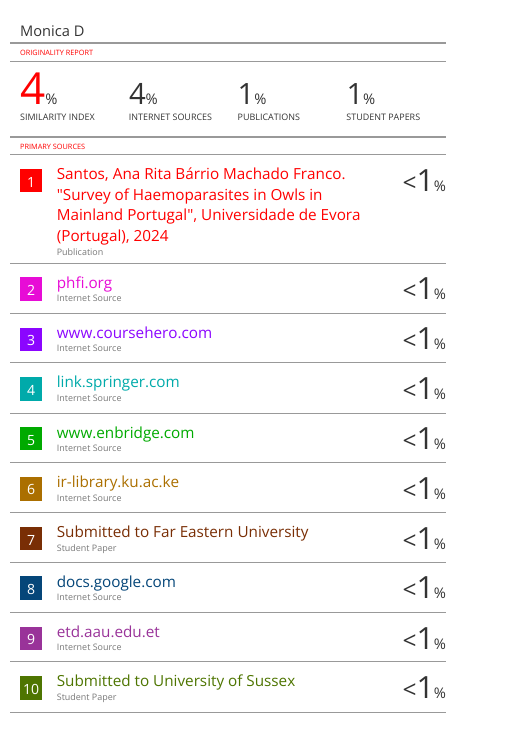 Monica D
ORIGINALITY REPORT
4%
SIMILARITY INDEX
4%
INTERNET SOURCES
1%
PUBLICATIONS
1%
STUDENT PAPERS
PRIMARY SOURCES
1
Santos, Ana Rita Bárrio Machado Franco.
"Survey of Haemoparasites in Owls in
Mainland Portugal", Universidade de Evora
(Portugal), 2024
Publication
<1%
2
phfi.org
Internet Source
<1%
3
www.coursehero.com
Internet Source
<1%
4
link.springer.com
Internet Source
<1%
5
www.enbridge.com
Internet Source
<1%
6
ir-library.ku.ac.ke
Internet Source
<1%
7
Submitted to Far Eastern University
Student Paper
<1%
8
docs.google.com
Internet Source
<1%
9
etd.aau.edu.et
Internet Source
<1%
10
Submitted to University of Sussex
Student Paper
<1%